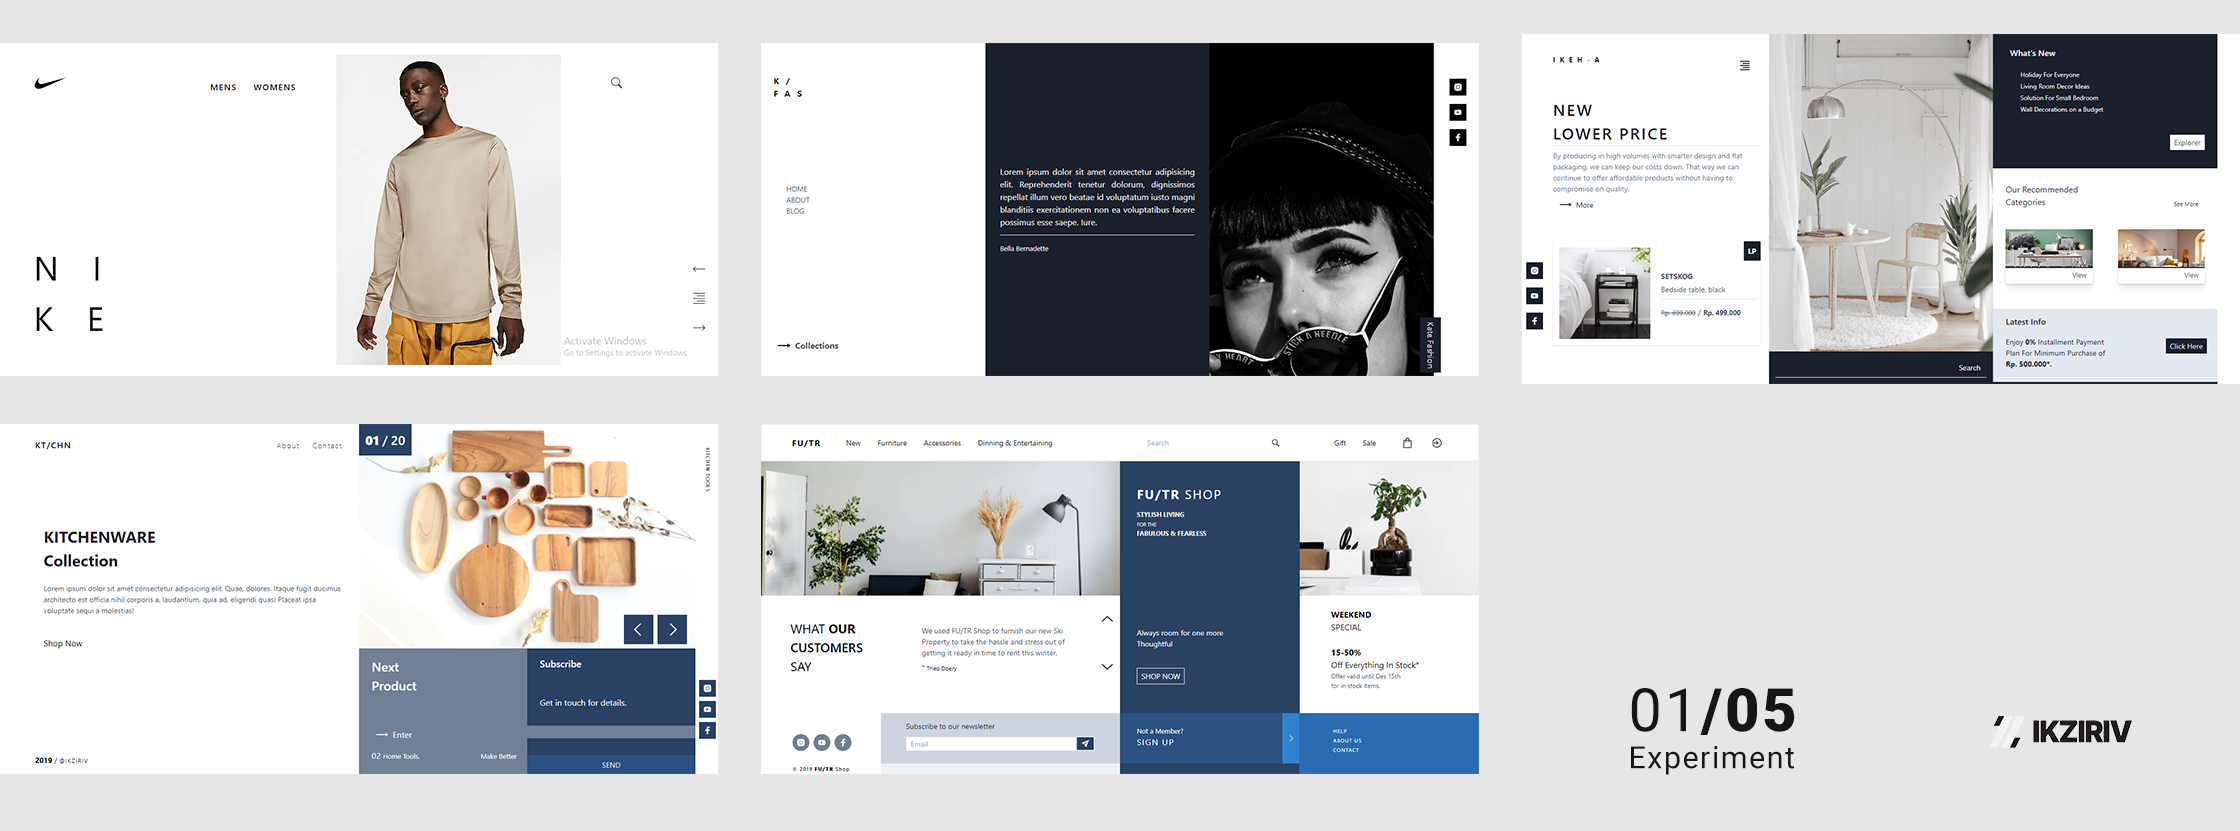 MENS WOMENS
N I
K E
Activate Windows
Go to Settings to activate Windows.
K /
F A S
HOME
ABOUT
BLOG
Collections
Lorem ipsum dolor sit amet consectetur adipisicing
elit. Reprehenderit tenetur dolorum, dignissimos
repellat illum vero beatae id voluptatum iusto magni
blanditiis exercitationem non ea voluptatibus facere
possimus esse saepe. Iure.
Bella Bernadette
STICK A NEEDLE
Y HEART
Kate Fashion
IKEH-A
NEW
LOWER PRICE
By producing in high volumes with smarter design and flat
packaging, we can keep our costs down. That way we can
continue to offer affordable products without having to
compromise on quality.
More
LP
SETSKOG
Bedside table, black
Rp. 699.000 / Rp. 499.000
Search
What's New
Holiday For Everyone
Living Room Decor Ideas
Solution For Small Bedroom
Wall Decorations on a Budget
Explorer
Our Recommended
Categories
See More
View
View
Latest Info
Enjoy 0% Installment Payment
Plan For Minimum Purchase of
Rp. 500.000*.
Click Here
KT/CHN
About Contact
KITCHENWARE
Collection
Lorem ipsum dolor sit amet consectetur adipisicing elit. Quae, dolores. Itaque fugit ducimus
architecto est officia nihil corporis a, laudantium, quia ad, eligendi quas! Placeat ipsa
voluptate sequi a molestias!
Shop Now
2019 / @IKZIRIV
01 / 20
KITCHEN TOOLS
Next
Product
Enter
02 Home Tools.
Make Better
Subscribe
Get in touch for details.
SEND
FU/TR New Furniture Accessories Dinning & Entertaining Search Gift Sale
FU/TR SHOP
STYLISH LIVING
FOR THE
FABULOUS & FEARLESS
Always room for one more
Thoughtful
SHOP NOW
WHAT OUR
CUSTOMERS
SAY
We used FU/TR Shop to furnish our new Ski
Property to take the hassle and stress out of
getting it ready in time to rent this winter.
" Treo Doery
WEEKEND
SPECIAL
15-50%
Off Everything In Stock*
Offer valid until Des 15th
for in stock items.
Subscribe to our newsletter
Email
© 2019 FU/TR Shop
Not a Member?
SIGN UP
HELP
ABOUT US
CONTACT
01/05
Experiment
IKZIRIV